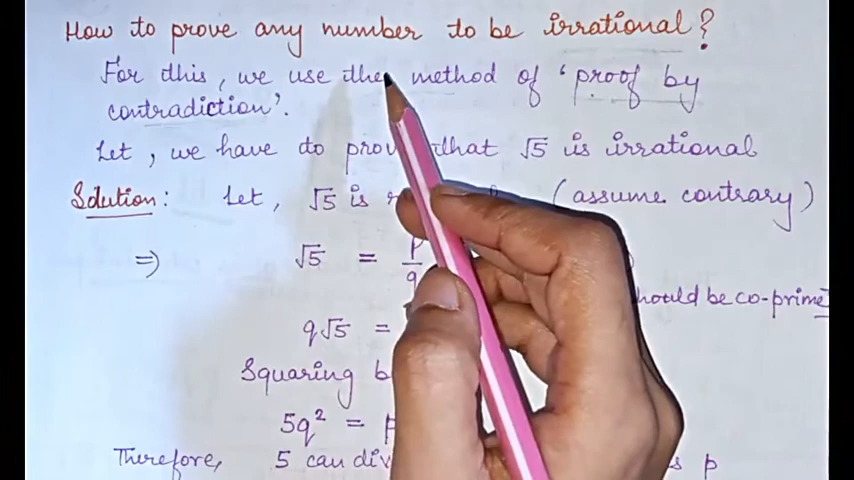 How to prove any number to be irrational?
For this, we use the method of 'proof by
contradiction'.
Let, we have to prov that √5 is irrational
Solution: Let, √5 is (assume contrary)
⇒ √5 = p/q
hould be co-prime
q√5 =
Squaring b
5q² = p
Therefore, 5 can div s p